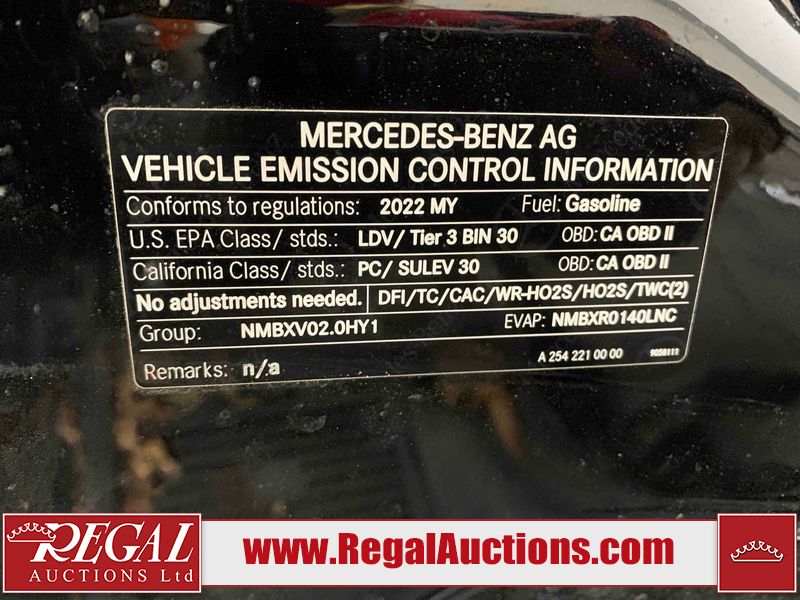 MERCEDES-BENZ AG
VEHICLE EMISSION CONTROL INFORMATION
Conforms to regulations: 2022 MY Fuel: Gasoline
U.S. EPA Class/ stds.: LDV/ Tier 3 BIN 30 OBD: CA OBD II
California Class/ stds.: PC/ SULEV 30 OBD: CA OBD II
No adjustments needed. DFI/TC/CAC/WR-HO2S/HO2S/TWC(2)
Group: NMBXV02.0HY1 EVAP: NMBXR0140LNC
Remarks: n/a A 254 221 00 00 9058111
REGAL
AUCTIONS Ltd
www.RegalAuctions.com